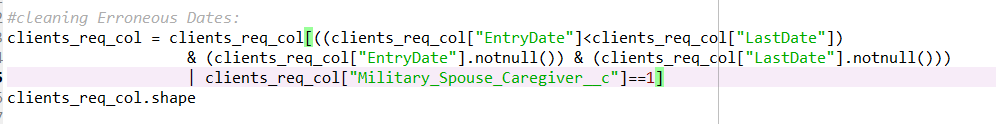 #cleaning Erroneous Dates:
clients_req_col = clients_req_col[((clients_req_col["EntryDate"]<clients_req_col["LastDate"])
& (clients_req_col["EntryDate"].notnull()) & (clients_req_col["LastDate"].notnull()))
| clients_req_col["Military_Spouse_Caregiver__c"]==1]
clients_req_col.shape